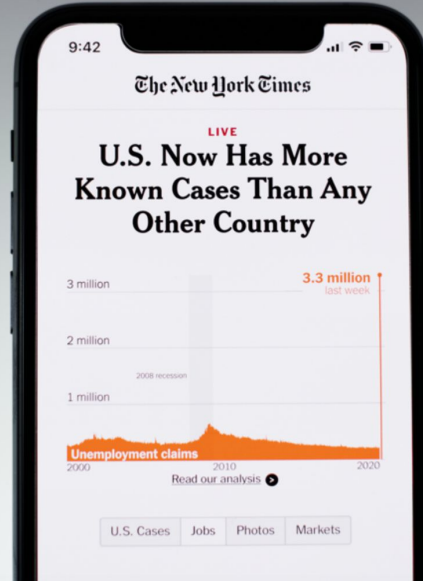 9:42
The New York Times
LIVE
U.S. Now Has More
Known Cases Than Any
Other Country
3.3 million
last week
3 million
2 million
2008 recession
1 million
Unemployment claims
2000 2010 2020
Read our analysis
U.S. Cases Jobs Photos Markets